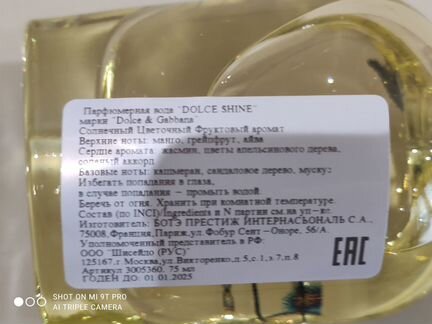 Парфюмерная вода "DOLCE SHINE"
марки "Dolce & Gabbana"
Солнечный Цветочный Фруктовый аромат
Верхние ноты: манго, грейпфрут, айва
Сердце аромата: жасмин, цветы апельсинового дерева,
соленый аккорд
Базовые ноты: кашмеран, сандаловое дерево, мускус
Избегать попадания в глаза,
в случае попадания - промыть водой.
Беречь от огня. Хранить при комнатной температуре.
Состав (по INCI)/Ingredients и N партии см на уп-ке.
Изготовитель: БОТЭ ПРЕСТИЖ ИНТЕРНАСЬОНАЛЬ С.А.,
75008,Франция,Париж,ул.Фобур Сент-Оноре, 56/А.
Уполномоченный представитель в РФ:
ООО "Шисейдо (РУС)"
125167,г.Москва,ул.Викторенко,д.5,с.1,э.7,п.8
Артикул 3005360. 75 мл
ГОДЕН ДО: 01.01.2025
EAC
SHOT ON MI 9T PRO
AI TRIPLE CAMERA